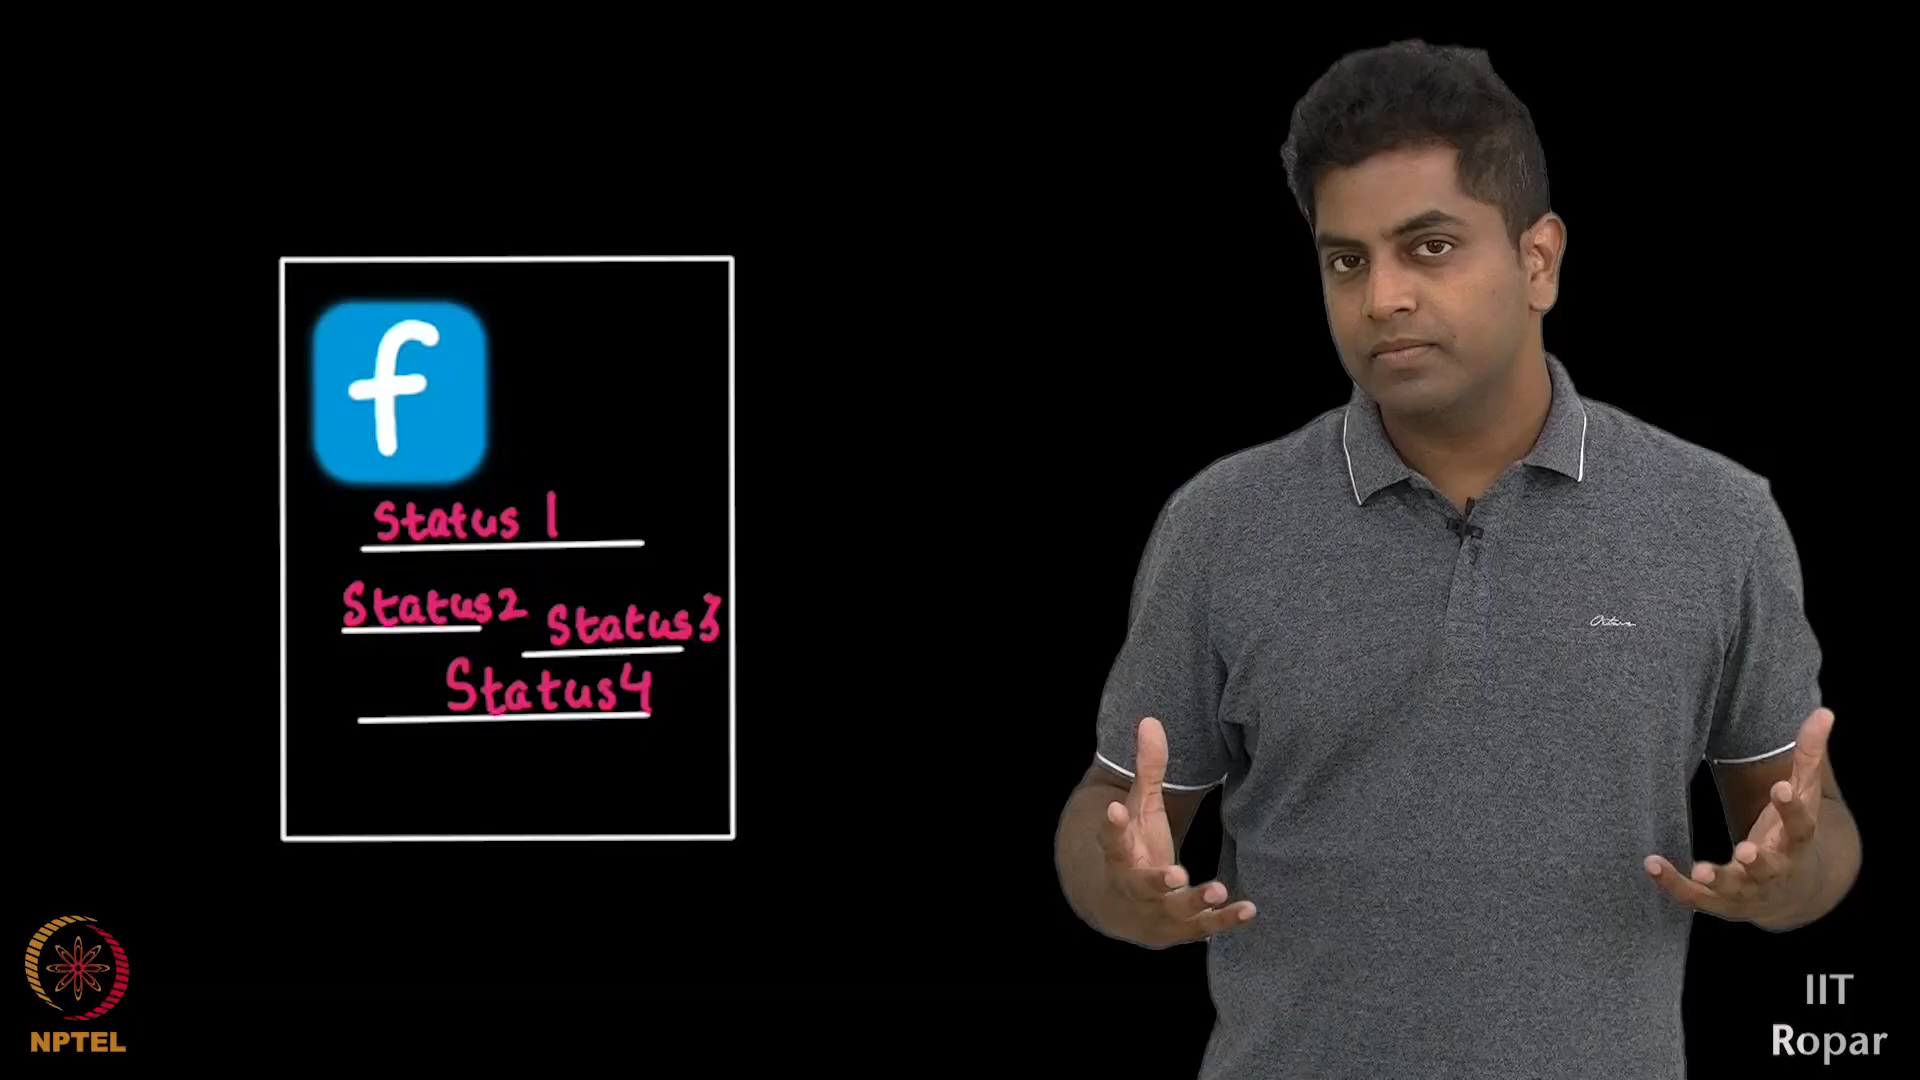 f
Status 1
Status2
Status3
Status4
NPTEL
IIT
Ropar